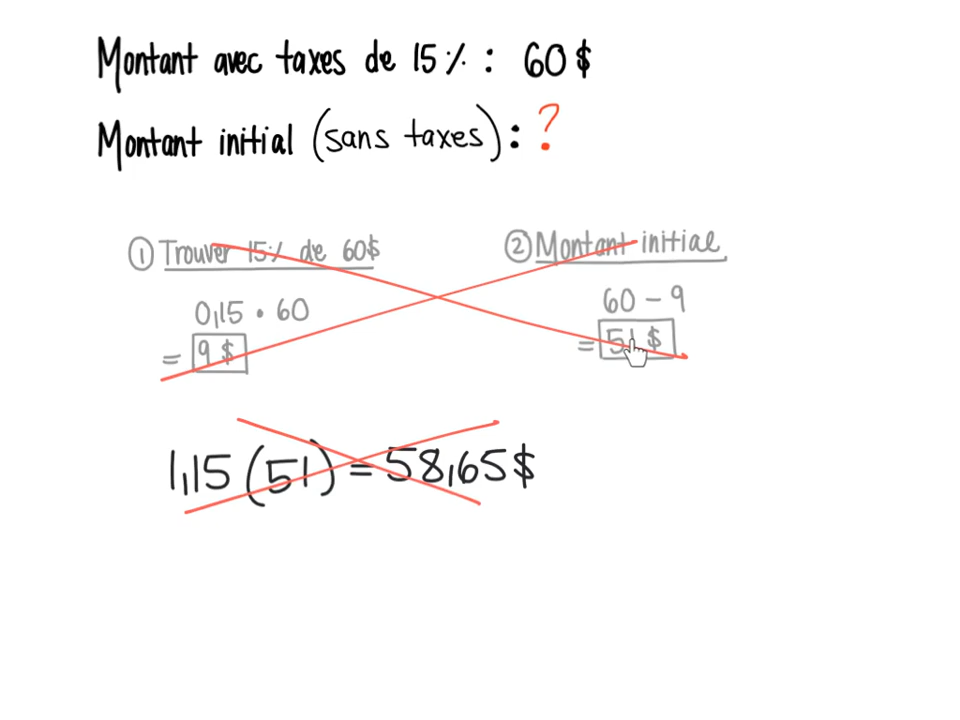 Montant avec taxes de 15% : 60$
Montant initial (sans taxes) : ?
① Trouver 15% de 60$
0,15 • 60
= 9 $
② Montant initial
60 - 9
= 51 $
1,15 (51) = 58,65$